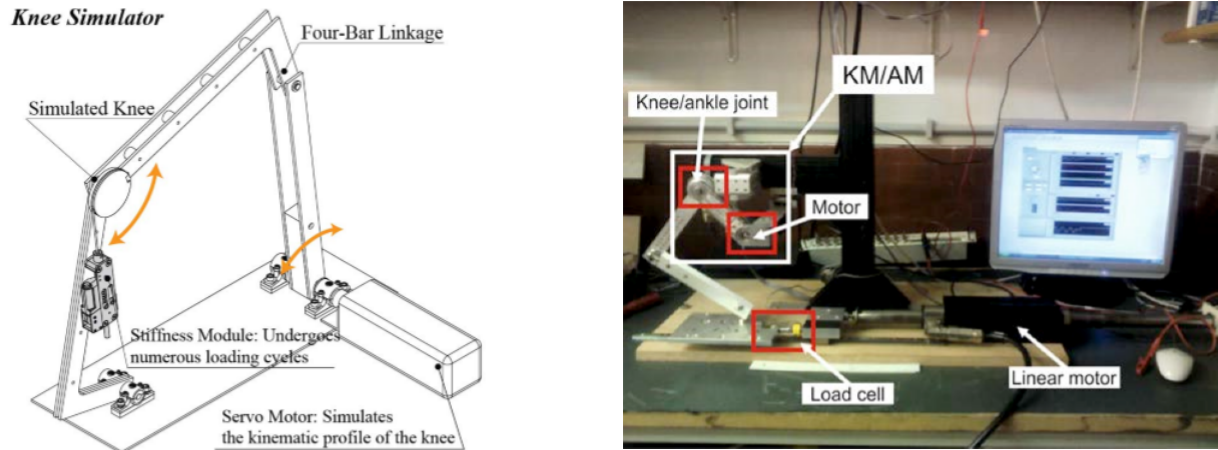 Knee Simulator
Four-Bar Linkage
Simulated Knee
Stiffness Module: Undergoes
numerous loading cycles
Servo Motor: Simulates
the kinematic profile of the knee
KM/AM
Knee/ankle joint
Motor
Load cell
Linear motor